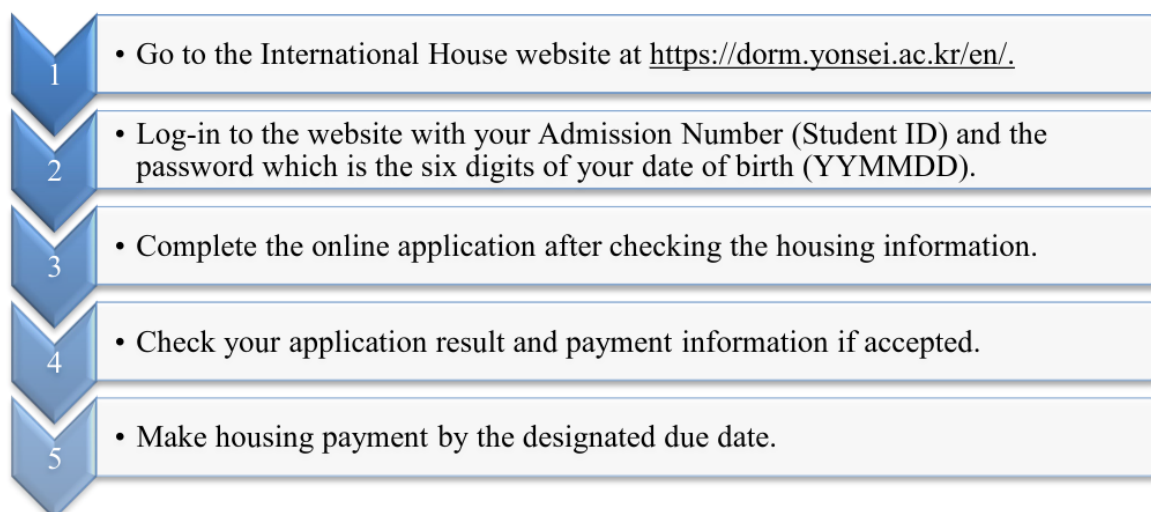 1
• Go to the International House website at https://dorm.yonsei.ac.kr/en/.
2
• Log-in to the website with your Admission Number (Student ID) and the
password which is the six digits of your date of birth (YYMMDD).
3
• Complete the online application after checking the housing information.
4
• Check your application result and payment information if accepted.
5
• Make housing payment by the designated due date.